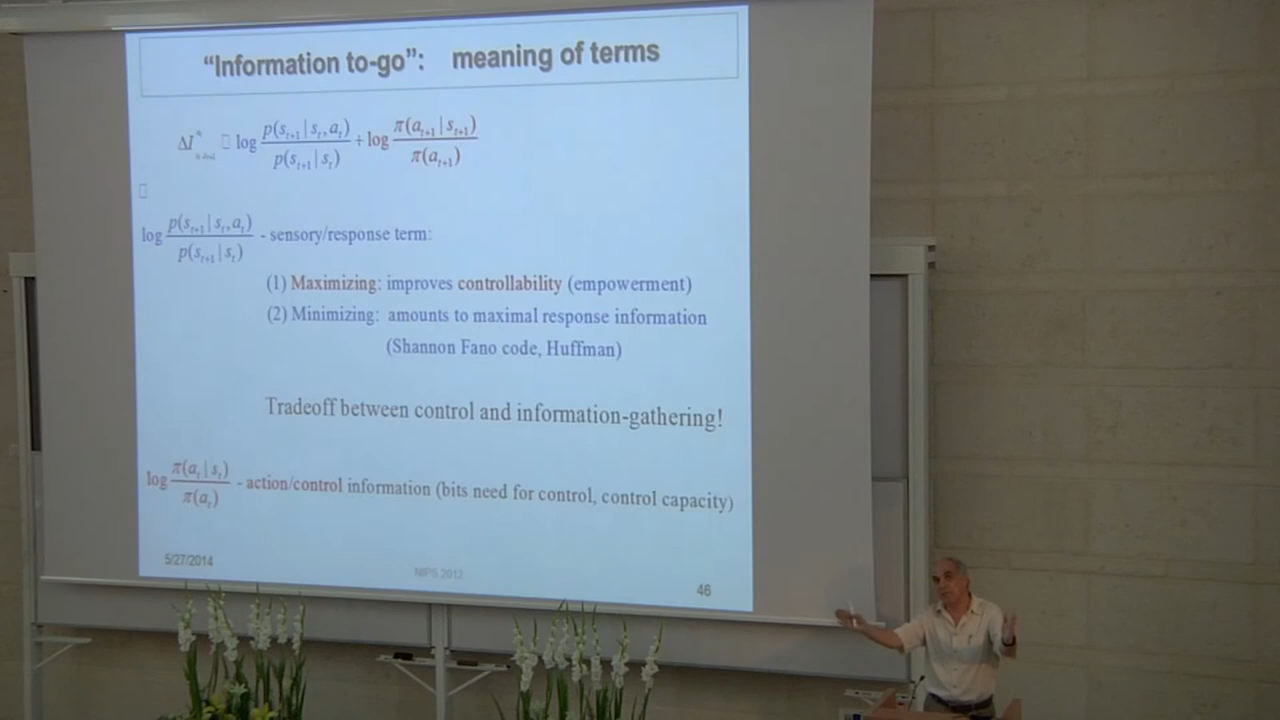 “Information to-go”: meaning of terms
ΔI log p(s_{t+1} | s_t, a_t) / p(s_{t+1} | s_t) + log π(a_{t+1} | s_{t+1}) / π(a_{t+1})
log p(s_{t+1} | s_t, a_t) / p(s_{t+1} | s_t) - sensory/response term:
(1) Maximizing: improves controllability (empowerment)
(2) Minimizing: amounts to maximal response information
(Shannon Fano code, Huffman)
Tradeoff between control and information-gathering!
log π(a_t | s_t) / π(a_t) - action/control information (bits need for control, control capacity)
5/27/2014
NIPS 2012
46